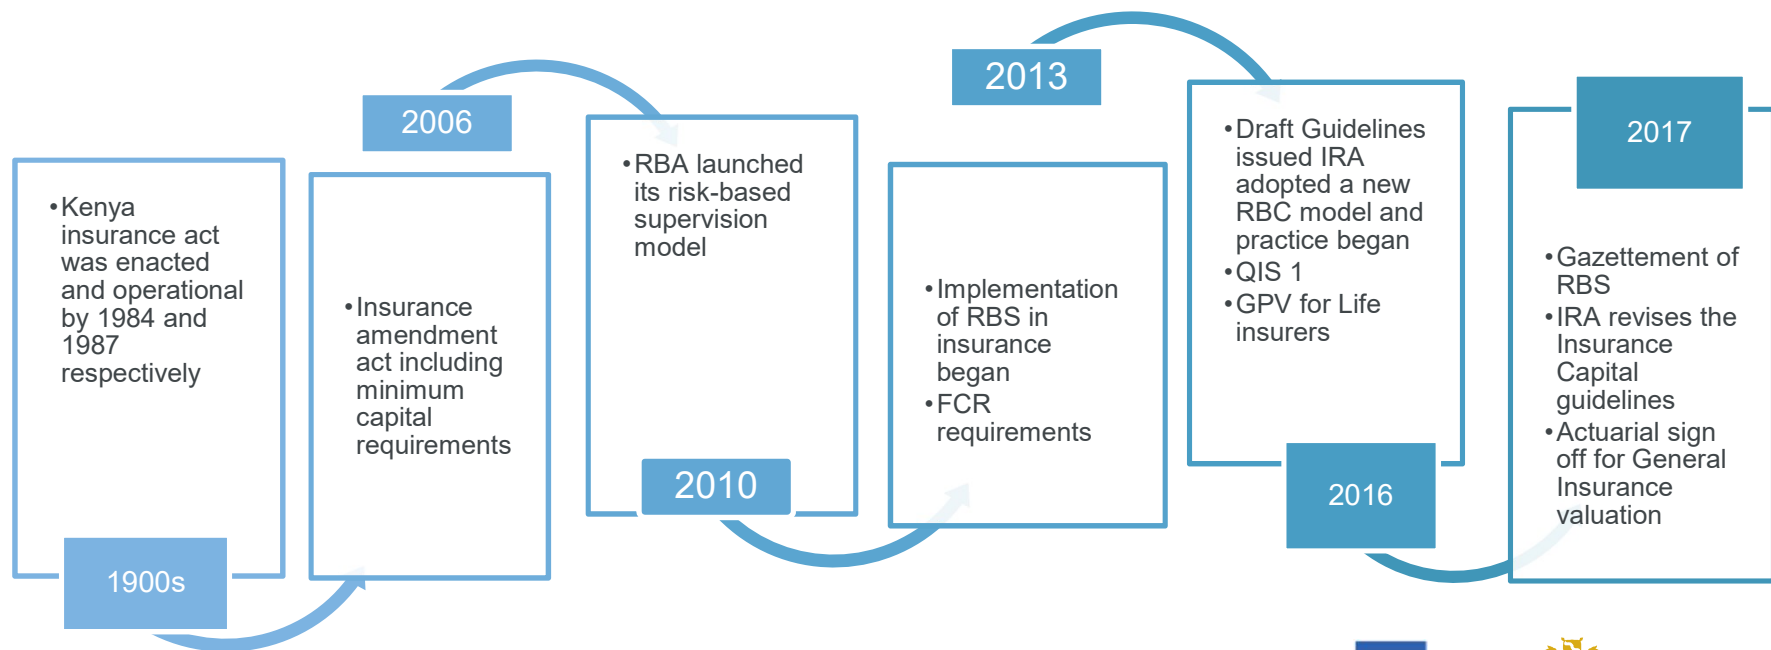 1900s
•Kenya
insurance act
was enacted
and operational
by 1984 and
1987
respectively
2006
•Insurance
amendment
act including
minimum
capital
requirements
•RBA launched
its risk-based
supervision
model
2010
2013
•Implementation
of RBS in
insurance
began
•FCR
requirements
•Draft Guidelines
issued IRA
adopted a new
RBC model and
practice began
•QIS 1
•GPV for Life
insurers
2016
2017
•Gazettement of
RBS
•IRA revises the
Insurance
Capital
guidelines
•Actuarial sign
off for General
Insurance
valuation